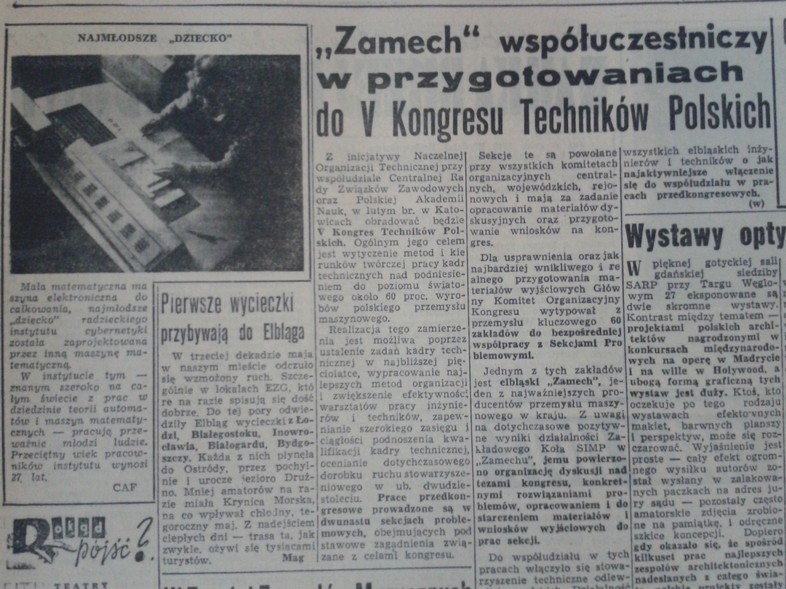 NAJMŁODSZE „DZIECKO"
Mała matematyczna ma
szyna elektroniczna do
całkowania, najmłodsze
„dziecko" radzieckiego
instytutu cybernetyki
została zaprojektowana
przez inną maszynę ma-
tematyczną.
W instytucie tym —
znanym szeroko na ca-
łym świecie z prac w
dziedzinie teorii automa-
tów i maszyn matematy-
cznych — pracują prze-
ważnie młodzi ludzie.
Przeciętny wiek pracow-
ników instytutu wynosi
27 lat.
CAF
Dokąd
pójść?
TEATRY
Pierwsze wycieczki
przybywają do Elbląga
W trzeciej dekadzie maja
w naszym mieście odczuło
się wzmożony ruch. Szcze-
gólnie w lokalach EZG, któ
re na razie spisują się dość
dobrze. Do tej pory odwie-
dziły Elbląg wycieczki z Ło-
dzi, Białegostoku, Inowro-
cławia, Białogardu, Bydgo-
szczy. Każda z nich płynęła
do Ostródy, przez pochyl-
nie i urocze jezioro Druż-
no. Mniej amatorów na ra-
zie miała Krynica Morska,
na co wpływał chłodny, te-
goroczny maj. Z nadejściem
ciepłych dni — trasa ta, jak
zwykle, ożywi się tysiącami
turystów. Mag
„Zamech" współuczestniczy
w przygotowaniach
do V Kongresu Techników Polskich
Z inicjatywy Naczelnej
Organizacji Technicznej przy
współudziale Centralnej Ra
dy Związków Zawodowych
oraz Polskiej Akademii
Nauk, w lutym br. w Kato-
wicach obradować będzie
V Kongres Techników Pol-
skich. Ogólnym jego celem
jest wytyczenie metod i kie
runków twórczej pracy kadr
technicznych nad podniesie-
niem do poziomu świato-
wego około 60 proc. wyro-
bów polskiego przemysłu
maszynowego.
Realizacja tego zamierze-
nia jest możliwa poprzez
ustalenie zadań kadry tech-
nicznej w najbliższej pię-
ciolatce, wypracowanie naj-
lepszych metod organizacji
i zwiększenie efektywności
warsztatów pracy inżynie-
rów i techników, zapew-
nianie szerokiego zasięgu i
ciągłości podnoszenia kwa-
lifikacji kadry technicznej,
ocenianie dotychczasowego
dorobku ruchu stowarzysze-
niowego w ub. dwudzie-
stoleciu. Prace przedkon-
gresowe prowadzone są w
dwunastu sekcjach proble-
mowych, obejmujących pod
stawowe zagadnienia zwią-
zane z celami kongresu.
Sekcje te są powołane
przy wszystkich komitetach
organizacyjnych central-
nych, wojewódzkich, rejo-
nowych i mają za zadanie
opracowanie materiałów dy-
skusyjnych oraz przygoto-
wanie wniosków na kon-
gres.
Dla usprawnienia oraz jak
najbardziej wnikliwego i re
alnego przygotowania ma-
teriałów wyjściowych Głów
ny Komitet Organizacyjny
Kongresu wytypował z
przemysłu kluczowego 60
zakładów do bezpośredniej
współpracy z Sekcjami Pro
blemowymi.
Jednym z tych zakładów
jest elbląski „Zamech", je-
den z najważniejszych pro-
ducentów przemysłu maszy-
nowego w kraju. Z uwagi
na dotychczasowe pozytyw-
ne wyniki działalności Za-
kładowego Koła SIMP w
„Zamechu", jemu powierzo-
no organizację dyskusji nad
tezami kongresu, konkret-
nymi rozwiązaniami pro-
blemów, opracowaniem i do
starczeniem materiałów i
wniosków wyjściowych do
prac sekcji.
Do współudziału w tych
pracach włączyło się stowa-
rzyszenie techniczne odlew-
wszystkich elbląskich inży-
nierów i techników o jak
najaktywniejsze włączenie
się do współudziału w pra-
cach przedkongresowych.
(w)
Wystawy opty
W pięknej gotyckiej sali
gdańskiej siedziby
SARP przy Targu Węglo-
wym 27 eksponowane są
dwie skromne wystawy.
Kontrast między tematem —
projektami polskich archi-
tektów nagrodzonymi w
konkursach międzynarodo-
wych na operę w Madrycie
i na wille w Holywood, a
ubogą formą graficzną tych
wystaw jest duży. Ktoś, kto
oczekuje po tego rodzaju
wystawach efektownych
makiet, barwnych planszy
i perspektyw, może się roz-
czarować. Wyjaśnienie jest
proste — cały efekt ogrom-
nego wysiłku autorów zo-
stał wysłany w zalakowa-
nych paczkach na adres ju-
ry sądu — pozostały często
amatorskie zdjęcia zrobio-
ne na pamiątkę, i odręczne
szkice koncepcji. Dopiero
gdy okazało się, że spośród
kilkuset prac najlepszych
zespołów architektonicznych
nadesłanych z całego świa-